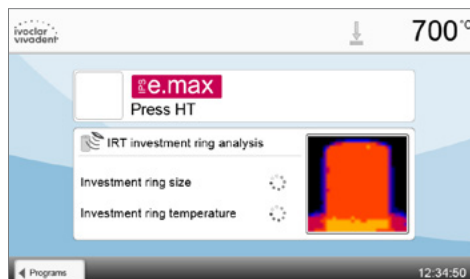 ivoclar
vivadent
700°C
IPS e.max
Press HT
IRT investment ring analysis
Investment ring size
Investment ring temperature
Programs
12:34:50